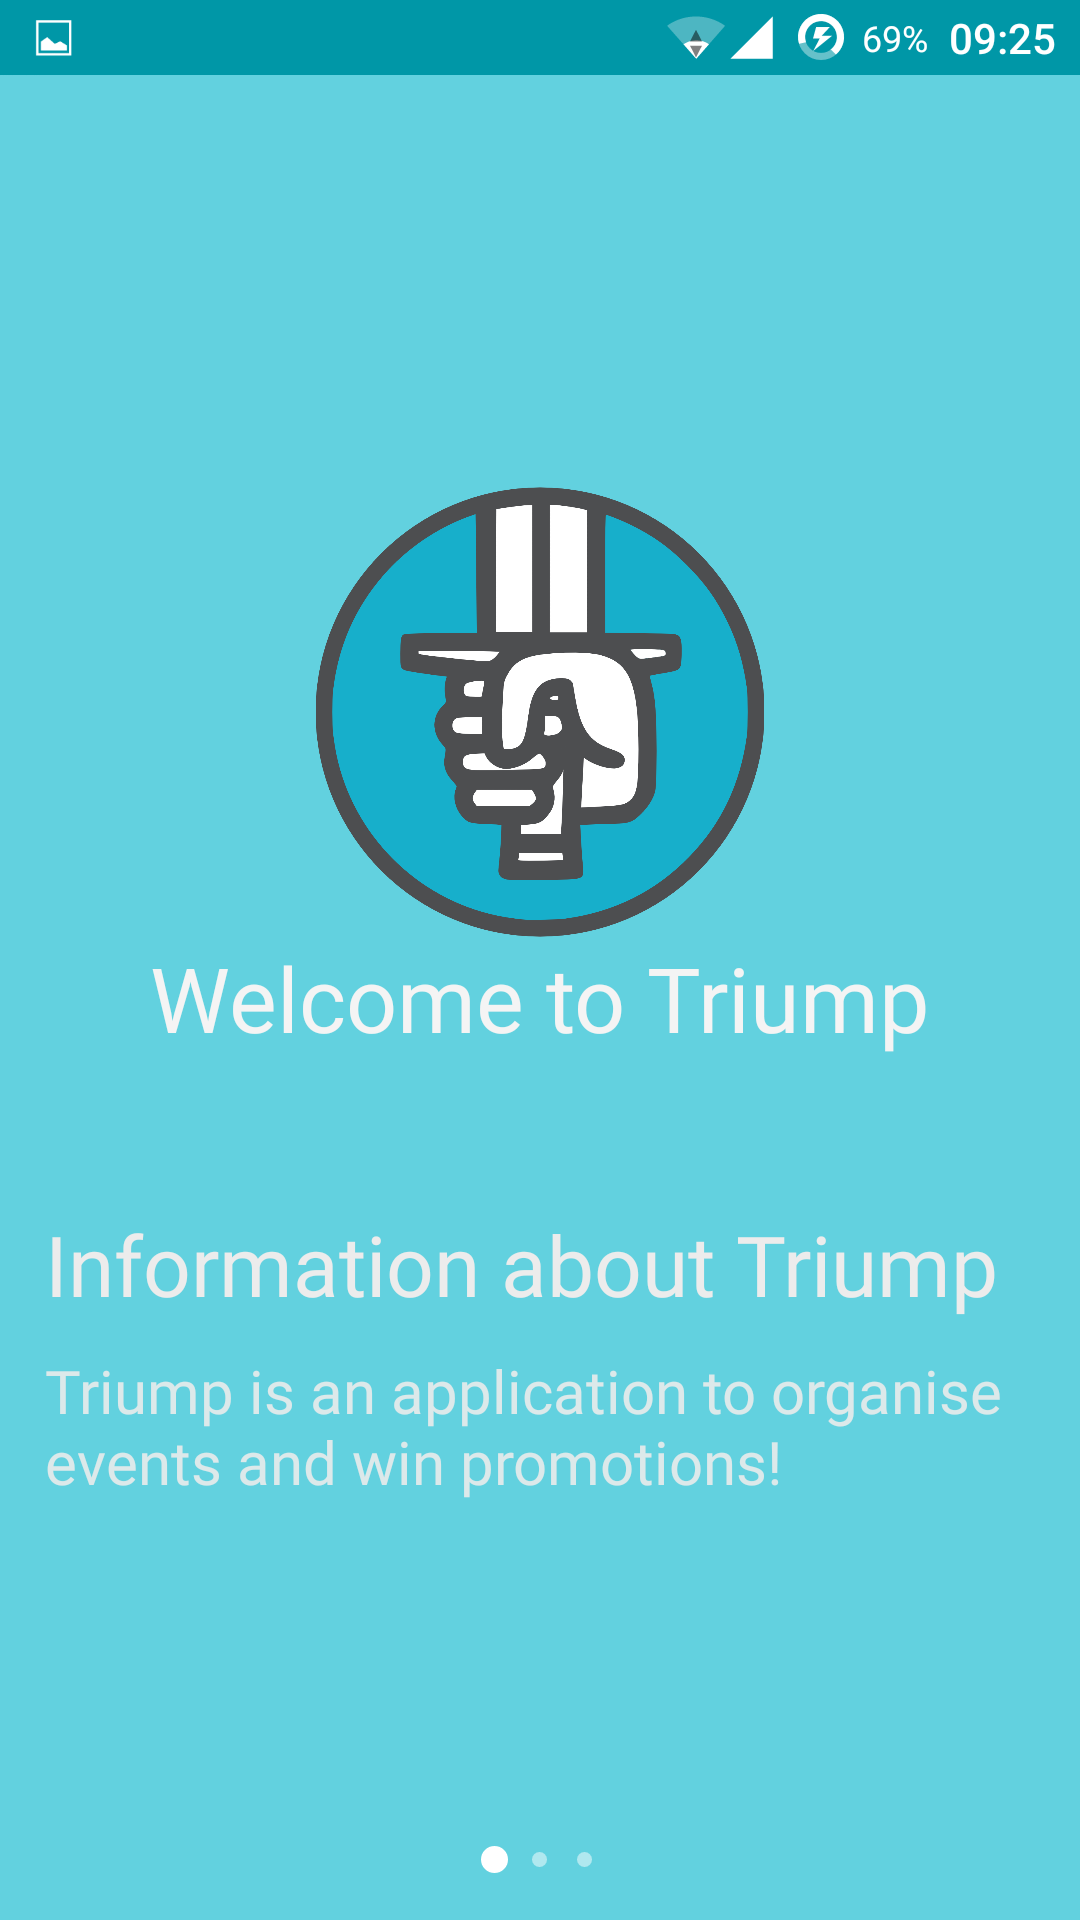 69% 09:25
Welcome to Triump
Information about Triump
Triump is an application to organise
events and win promotions!